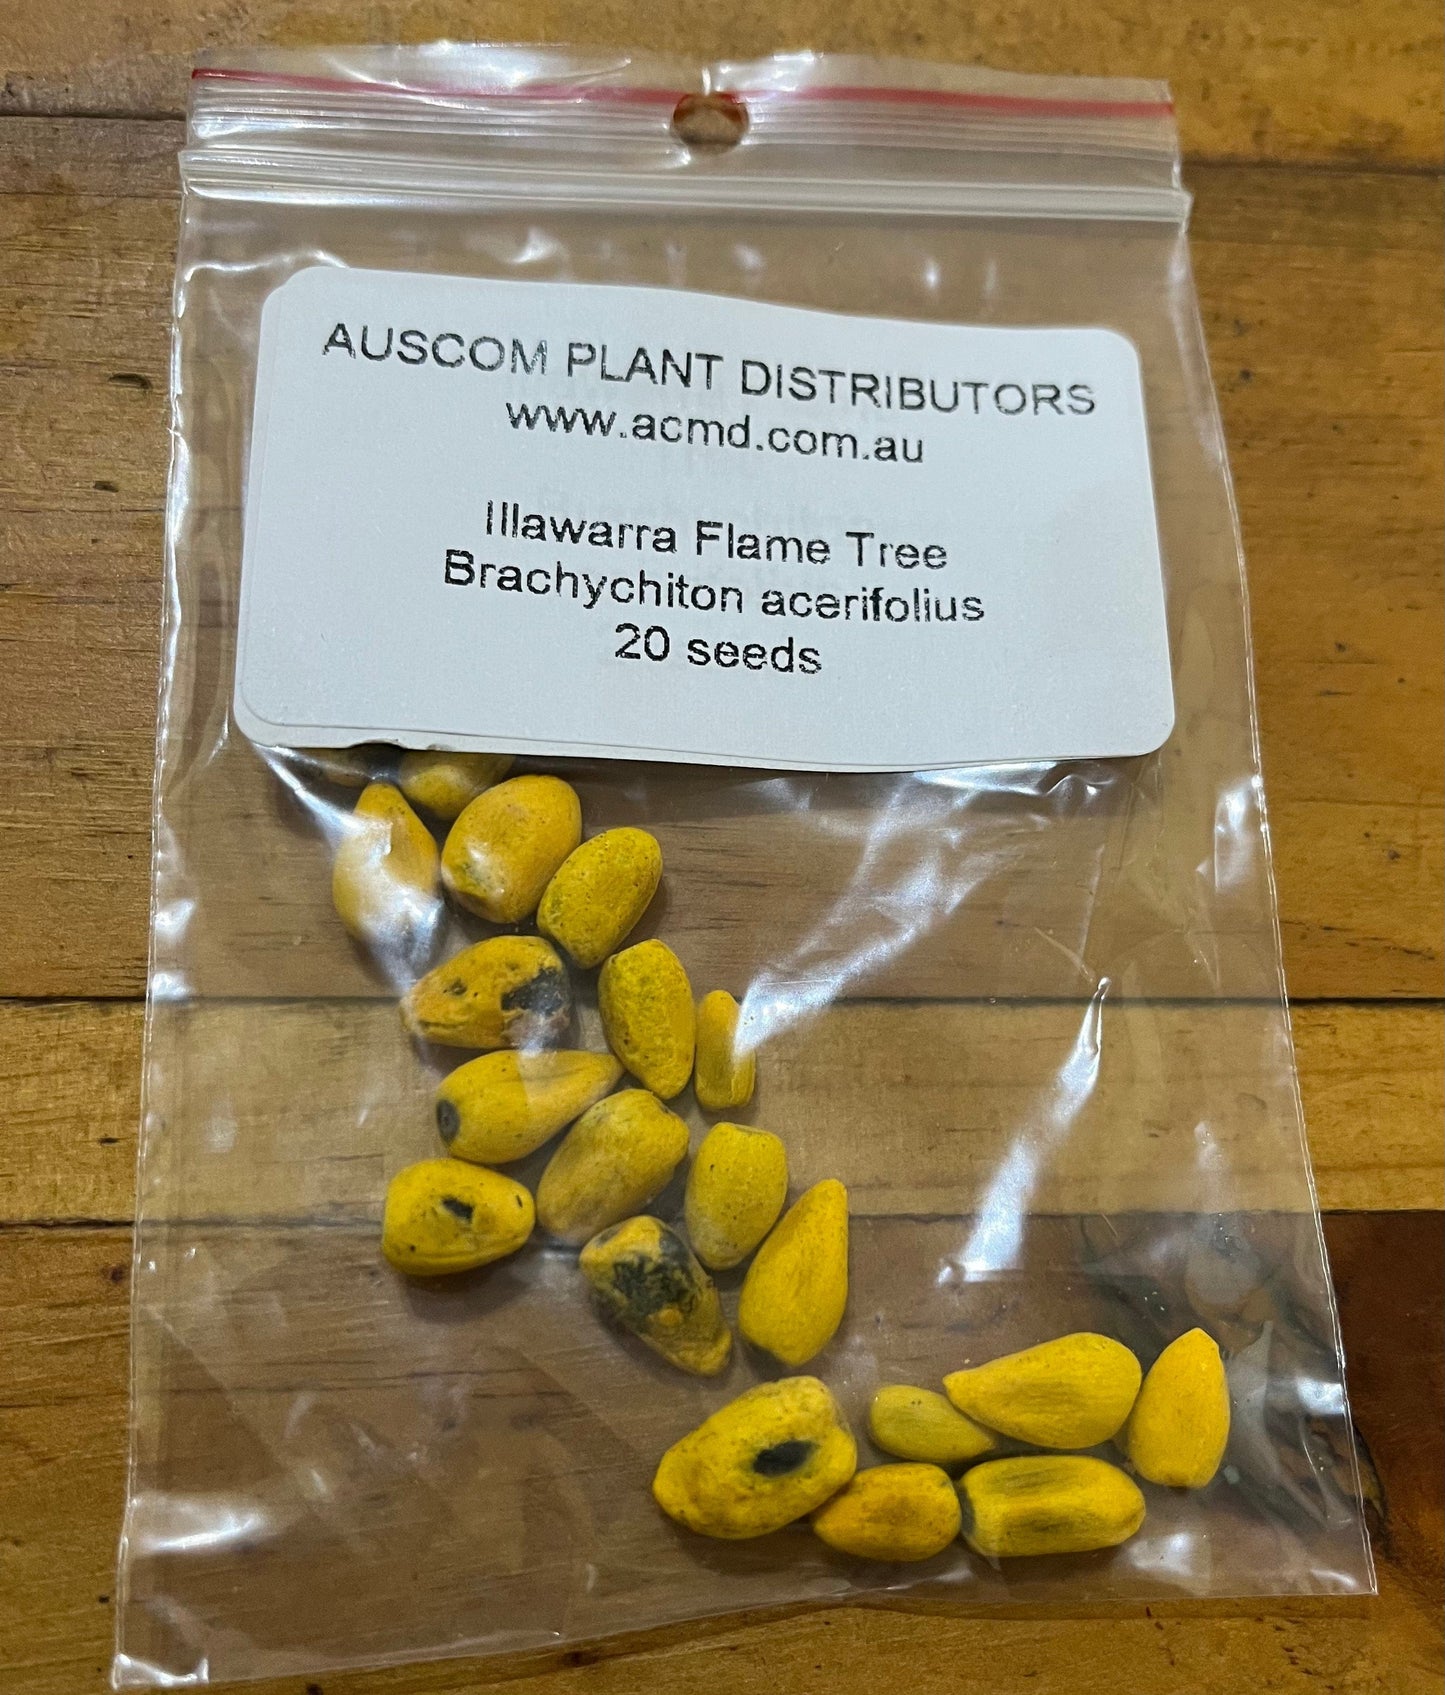 AUSCOM PLANT DISTRIBUTORS
www.acmd.com.au
Illawarra Flame Tree
Brachychiton acerifolius
20 seeds